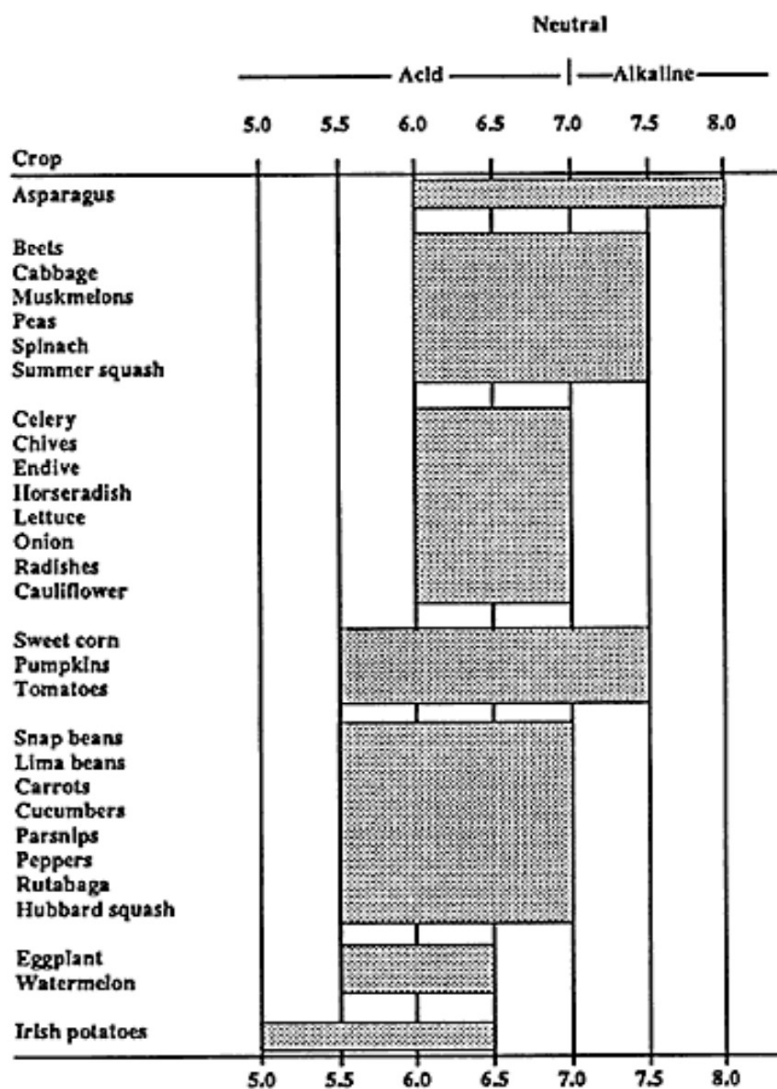 Neutral
Acid Alkaline
5.0 5.5 6.0 6.5 7.0 7.5 8.0
Crop
Asparagus
Beets
Cabbage
Muskmelons
Peas
Spinach
Summer squash
Celery
Chives
Endive
Horseradish
Lettuce
Onion
Radishes
Cauliflower
Sweet corn
Pumpkins
Tomatoes
Snap beans
Lima beans
Carrots
Cucumbers
Parsnips
Peppers
Rutabaga
Hubbard squash
Eggplant
Watermelon
Irish potatoes
5.0 5.5 6.0 6.5 7.0 7.5 8.0